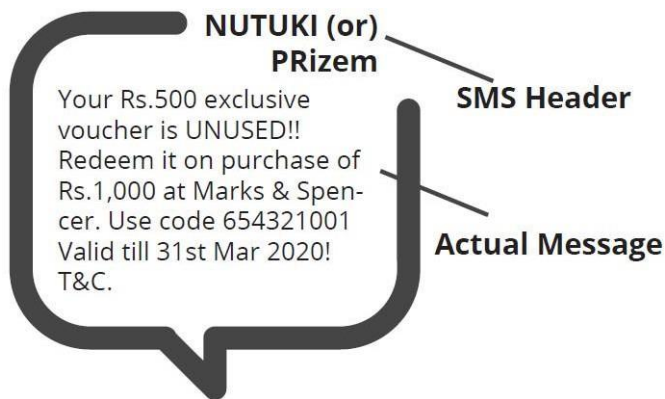 NUTUKI (or)
PRizem
SMS Header
Your Rs.500 exclusive
voucher is UNUSED!!
Redeem it on purchase of
Rs.1,000 at Marks & Spen-
cer. Use code 654321001
Valid till 31st Mar 2020!
T&C.
Actual Message